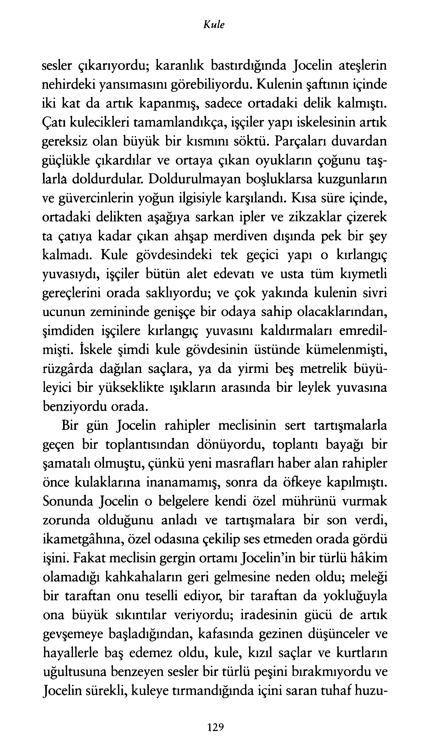 Kule
sesler çıkarıyordu; karanlık bastırdığında Jocelin ateşlerin
nehirdeki yansımasını görebiliyordu. Kulenin şaftının içinde
iki kat da artık kapanmış, sadece ortadaki delik kalmıştı.
Çatı kulecikleri tamamlandıkça, işçiler yapı iskelesinin artık
gereksiz olan büyük bir kısmını söktü. Parçaları duvardan
güçlükle çıkardılar ve ortaya çıkan oyukların çoğunu taş-
larla doldurdular. Doldurulmayan boşluklarsa kuzgunların
ve güvercinlerin yoğun ilgisiyle karşılandı. Kısa süre içinde,
ortadaki delikten aşağıya sarkan ipler ve zikzaklar çizerek
ta çatıya kadar çıkan ahşap merdiven dışında pek bir şey
kalmadı. Kule gövdesindeki tek geçici yapı o kırlangıç
yuvasıydı, işçiler bütün alet edevatı ve usta tüm kıymetli
gereçlerini orada saklıyordu; ve çok yakında kulenin sivri
ucunun zemininde genişçe bir odaya sahip olacaklarından,
şimdiden işçilere kırlangıç yuvasını kaldırmaları emredil-
mişti. İskele şimdi kule gövdesinin üstünde kümelenmişti,
rüzgârda dağılan saçlara, ya da yirmi beş metrelik büyü-
leyici bir yükseklikte ışıkların arasında bir leylek yuvasına
benziyordu orada.
Bir gün Jocelin rahipler meclisinin sert tartışmalarla
geçen bir toplantısından dönüyordu, toplantı bayağı bir
şamatalı olmuştu, çünkü yeni masrafları haber alan rahipler
önce kulaklarına inanamamış, sonra da öfkeye kapılmıştı.
Sonunda Jocelin o belgelere kendi özel mührünü vurmak
zorunda olduğunu anladı ve tartışmalara bir son verdi,
ikametgâhına, özel odasına çekilip ses etmeden orada gördü
işini. Fakat meclisin gergin ortamı Jocelin'in bir türlü hâkim
olamadığı kahkahaların geri gelmesine neden oldu; meleği
bir taraftan onu teselli ediyor, bir taraftan da yokluğuyla
ona büyük sıkıntılar veriyordu; iradesinin gücü de artık
gevşemeye başladığından, kafasında gezinen düşünceler ve
hayallerle baş edemez oldu, kule, kızıl saçlar ve kurtların
uğultusuna benzeyen sesler bir türlü peşini bırakmıyordu ve
Jocelin sürekli, kuleye tırmandığında içini saran tuhaf huzu-
129